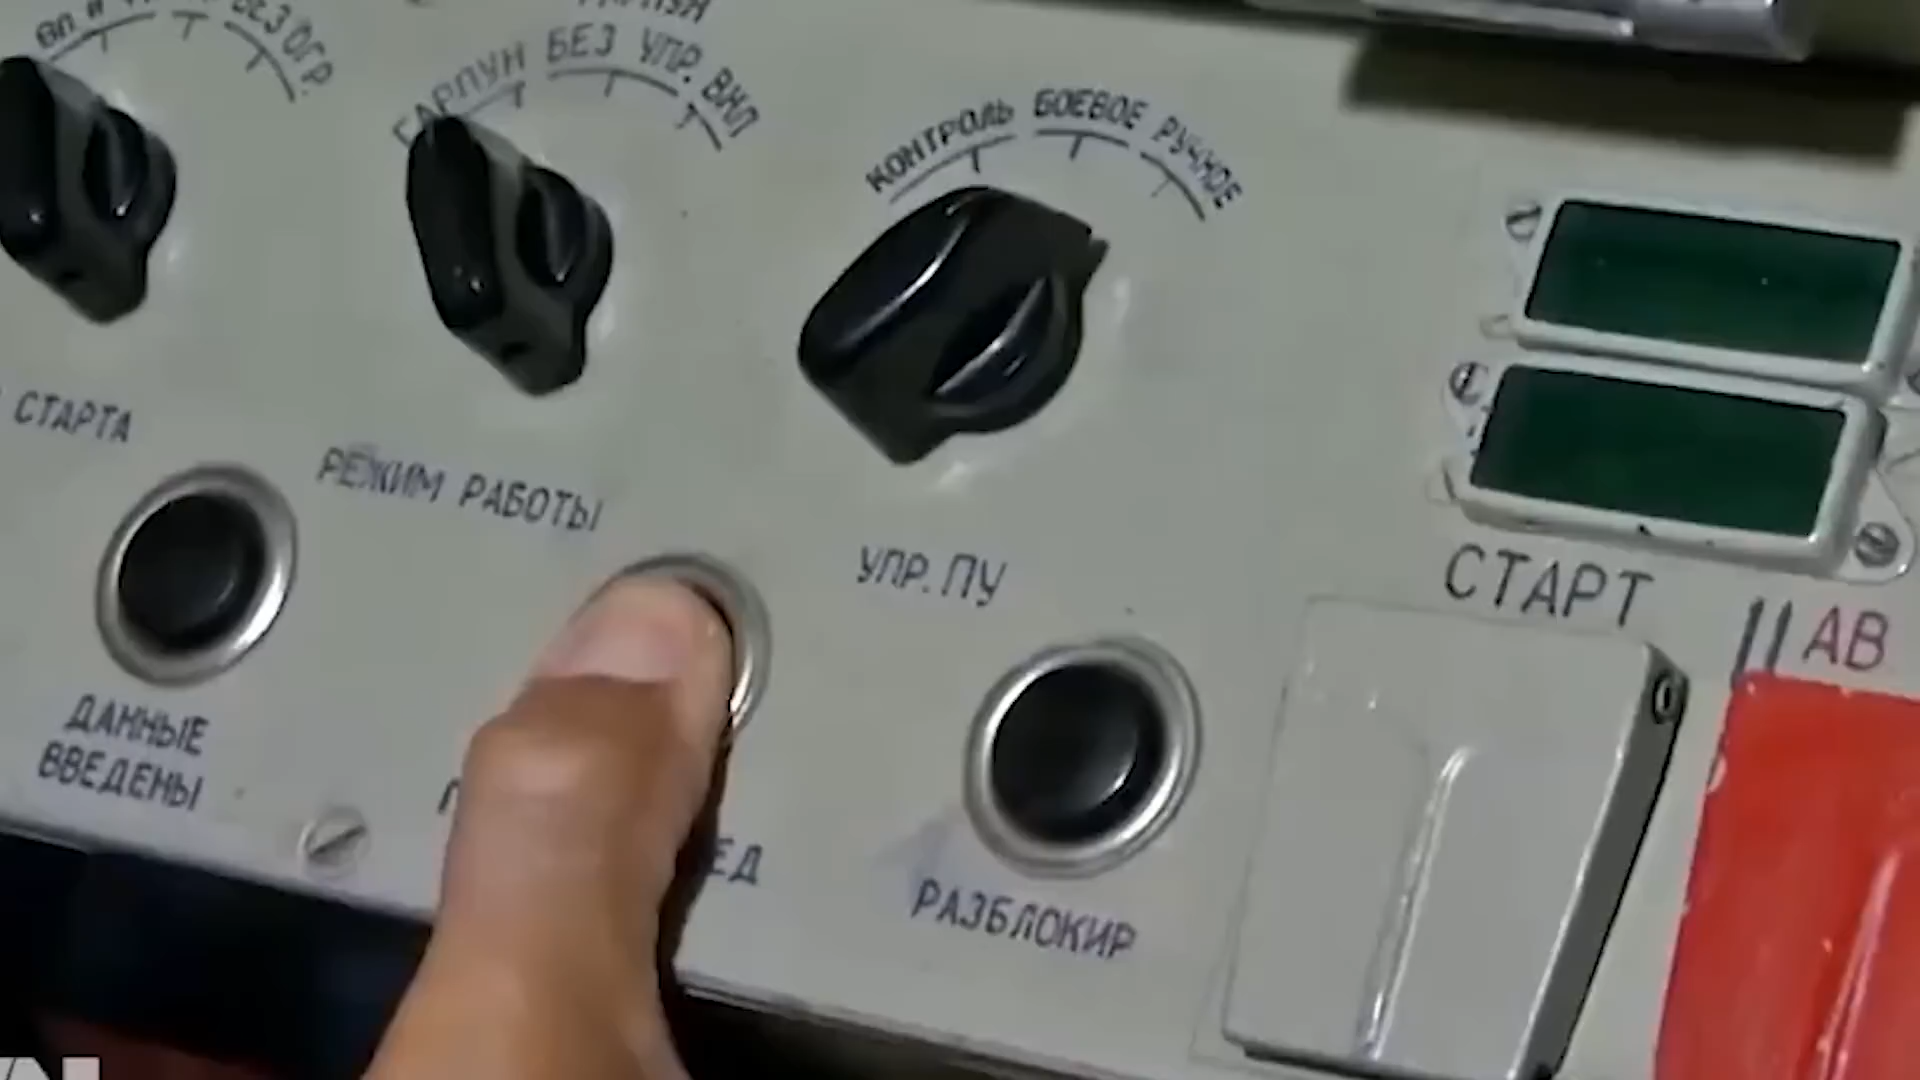 БЕЗ ОГР.
ГАРПУН БЕЗ УПР. ВКЛ
КОНТРОЛЬ БОЕВОЕ РУЧНОЕ
СТАРТА
РЕЖИМ РАБОТЫ
УПР. ПУ
СТАРТ
АВ
ДАННЫЕ
ВВЕДЕНЫ
РАЗБЛОКИР